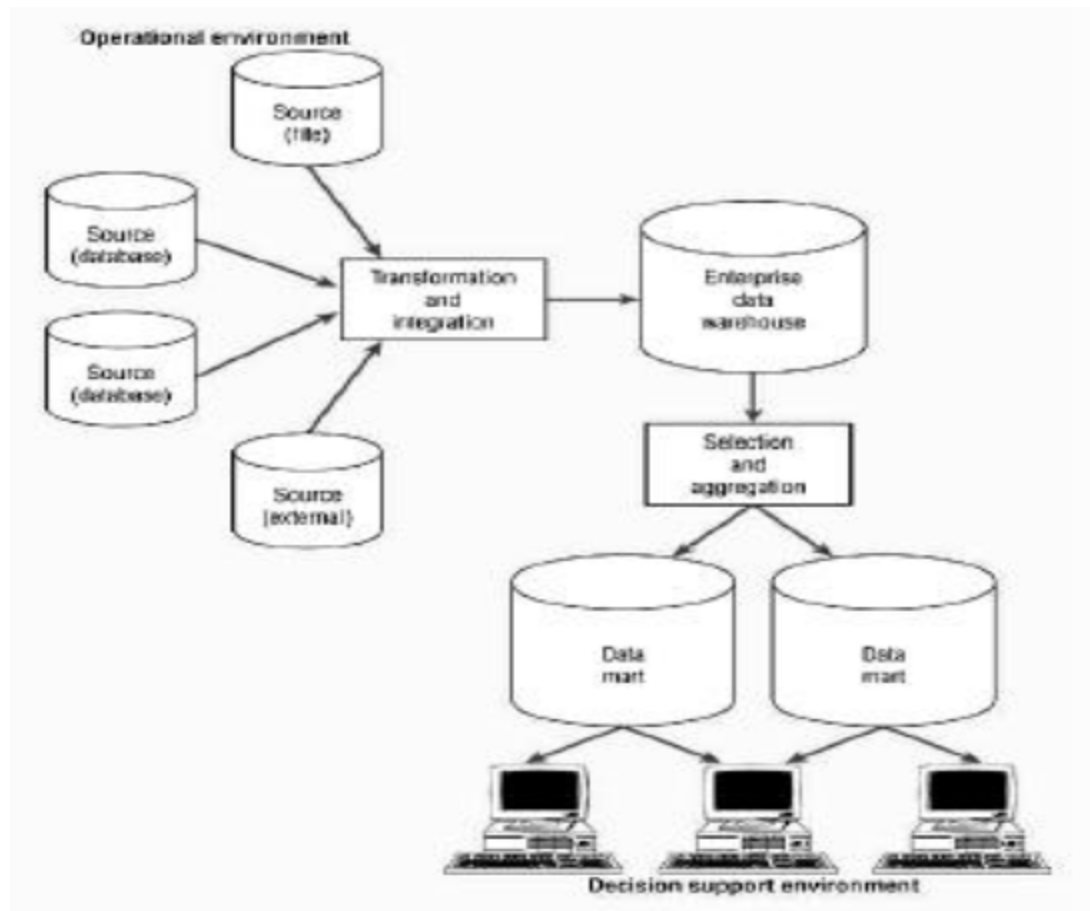 Operational environment
Source
(file)
Source
(database)
Source
(database)
Source
(external)
Transformation
and
integration
Enterprise
data
warehouse
Selection
and
aggregation
Data
mart
Data
mart
Decision support environment